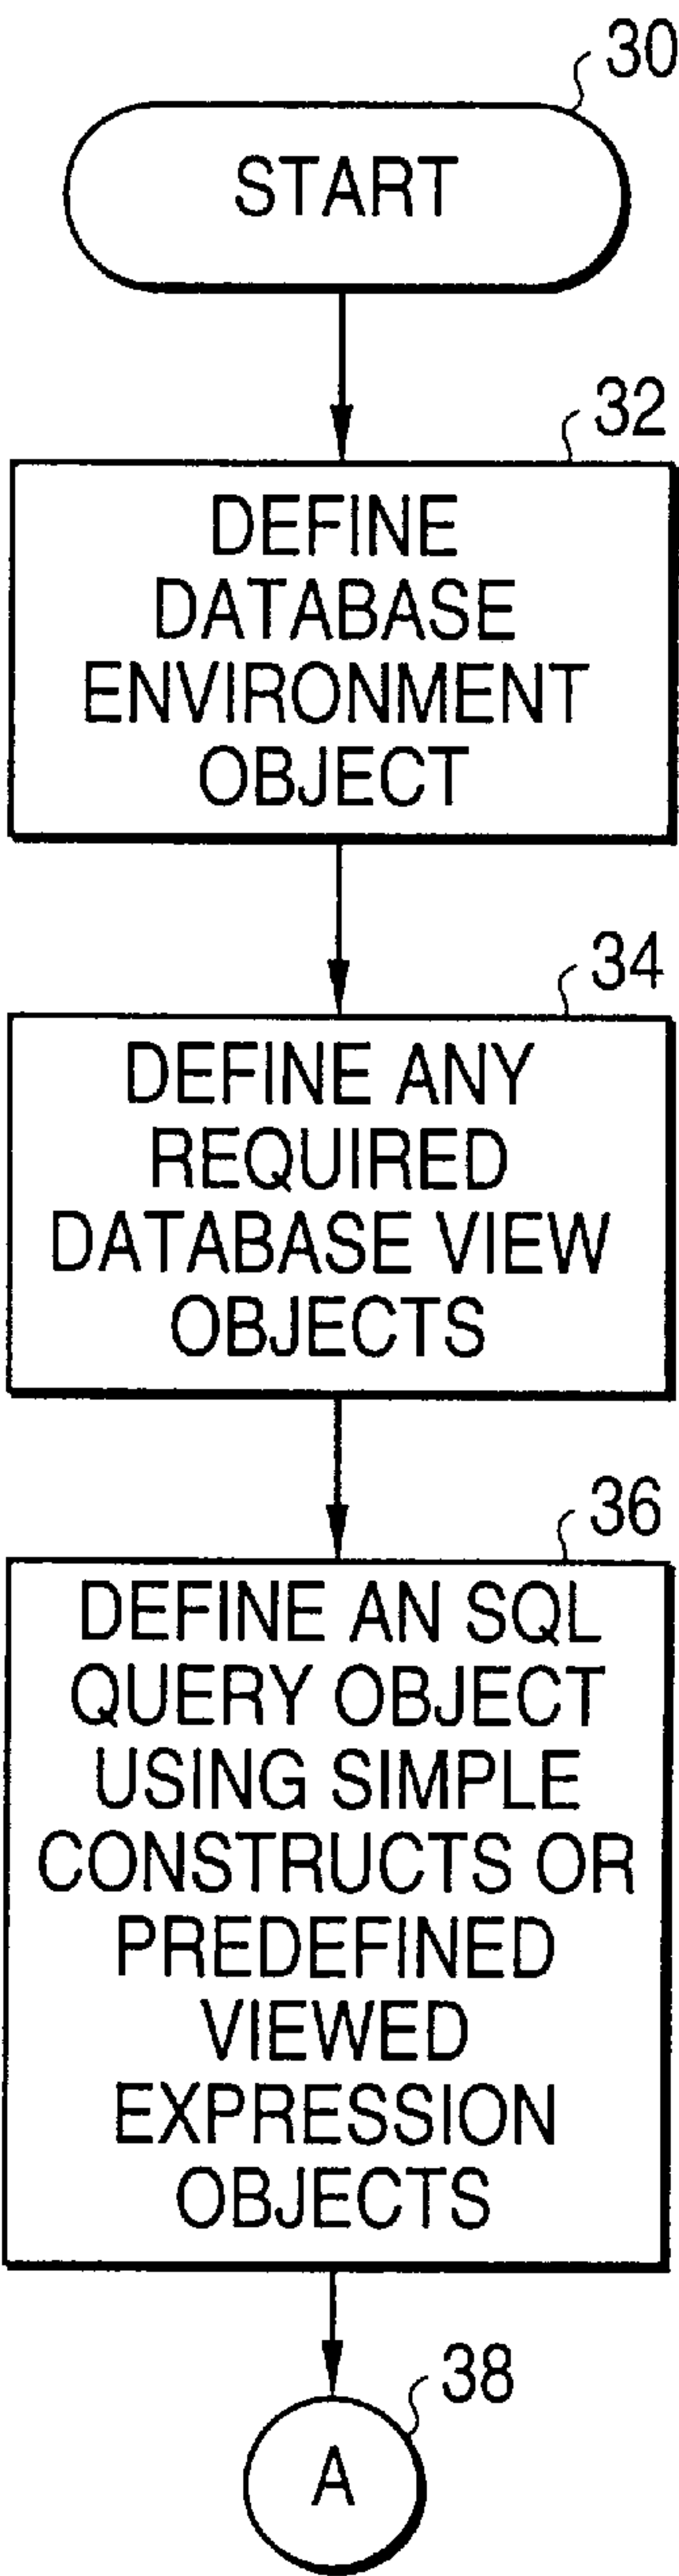 30
START
32
DEFINE
DATABASE
ENVIRONMENT
OBJECT
34
DEFINE ANY
REQUIRED
DATABASE VIEW
OBJECTS
36
DEFINE AN SQL
QUERY OBJECT
USING SIMPLE
CONSTRUCTS OR
PREDEFINED
VIEWED
EXPRESSION
OBJECTS
38
A